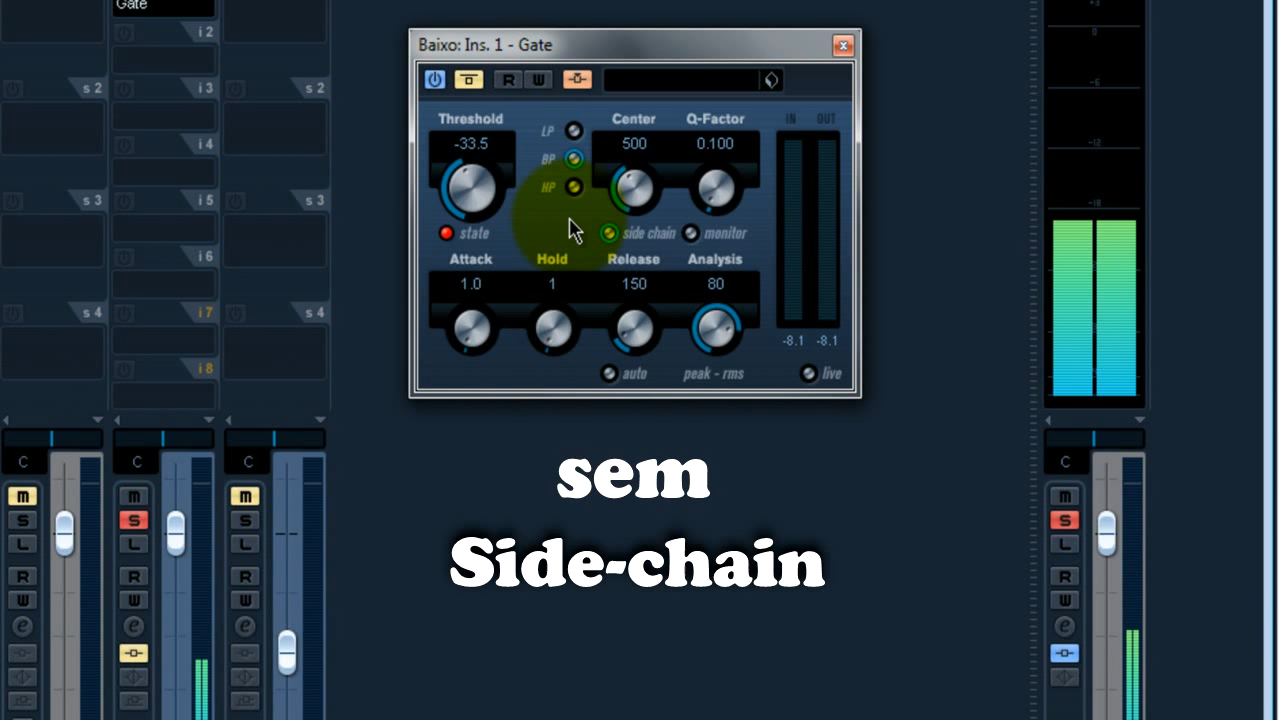 Gate
i 2
s 2
i 3
s 2
i 4
s 3
i 5
s 3
i 6
s 4
i 7
s 4
i 8
Baixo: Ins. 1 - Gate
R W
Threshold
-33.5
LP
BP
HP
Center
500
Q-Factor
0.100
IN OUT
state
side chain
monitor
Attack Hold Release Analysis
1.0 1 150 80
-8.1 -8.1
auto
peak - rms
live
0
-6
-12
-18
sem
Side-chain
C C C C
m m m m
S S S S
L L L L
R R R R
W W W W
e e e e